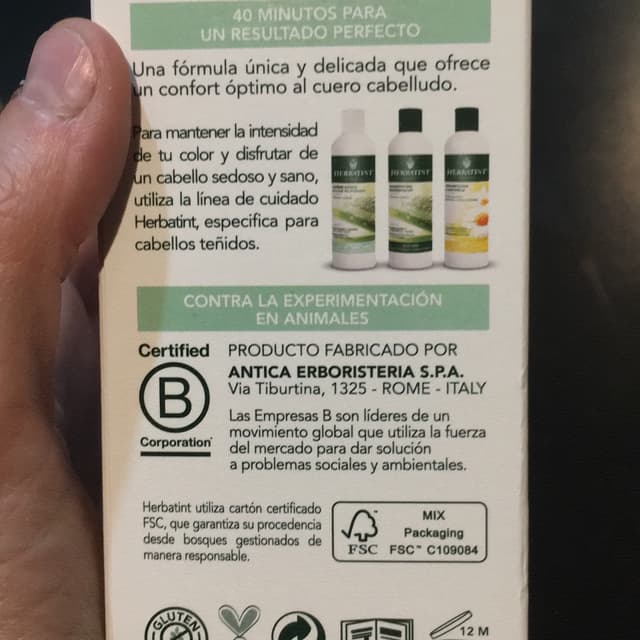 40 MINUTOS PARA
UN RESULTADO PERFECTO
Una fórmula única y delicada que ofrece
un confort óptimo al cuero cabelludo.
Para mantener la intensidad
de tu color y disfrutar de
un cabello sedoso y sano,
utiliza la línea de cuidado
Herbatint, especifica para
cabellos teñidos.
HERBATINT
HERBATINT
HERBATINT
CONTRA LA EXPERIMENTACIÓN
EN ANIMALES
Certified
B
Corporation
PRODUCTO FABRICADO POR
ANTICA ERBORISTERIA S.P.A.
Via Tiburtina, 1325 - ROME - ITALY
Las Empresas B son líderes de un
movimiento global que utiliza la fuerza
del mercado para dar solución
a problemas sociales y ambientales.
Herbatint utiliza cartón certificado
FSC, que garantiza su procedencia
desde bosques gestionados de
manera responsable.
FSC
MIX
Packaging
FSC™ C109084
GLUTEN
12 M